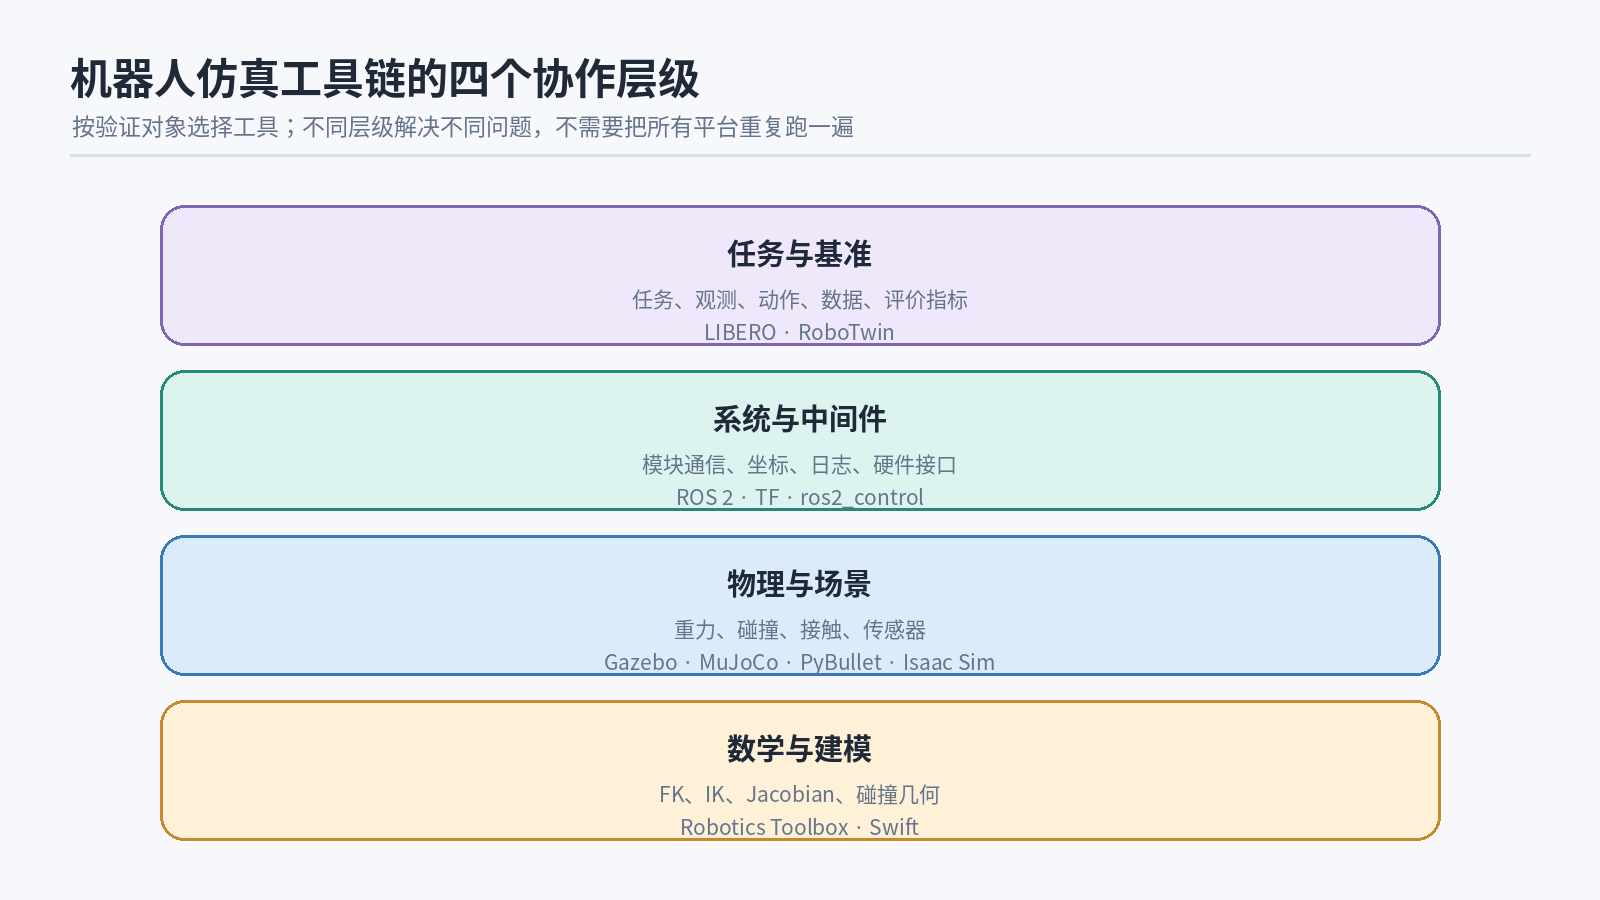 机器人仿真工具链的四个协作层级
按验证对象选择工具；不同层级解决不同问题，不需要把所有平台重复跑一遍
任务与基准
任务、观测、动作、数据、评价指标
LIBERO · RoboTwin
系统与中间件
模块通信、坐标、日志、硬件接口
ROS 2 · TF · ros2_control
物理与场景
重力、碰撞、接触、传感器
Gazebo · MuJoCo · PyBullet · Isaac Sim
数学与建模
FK、IK、Jacobian、碰撞几何
Robotics Toolbox · Swift